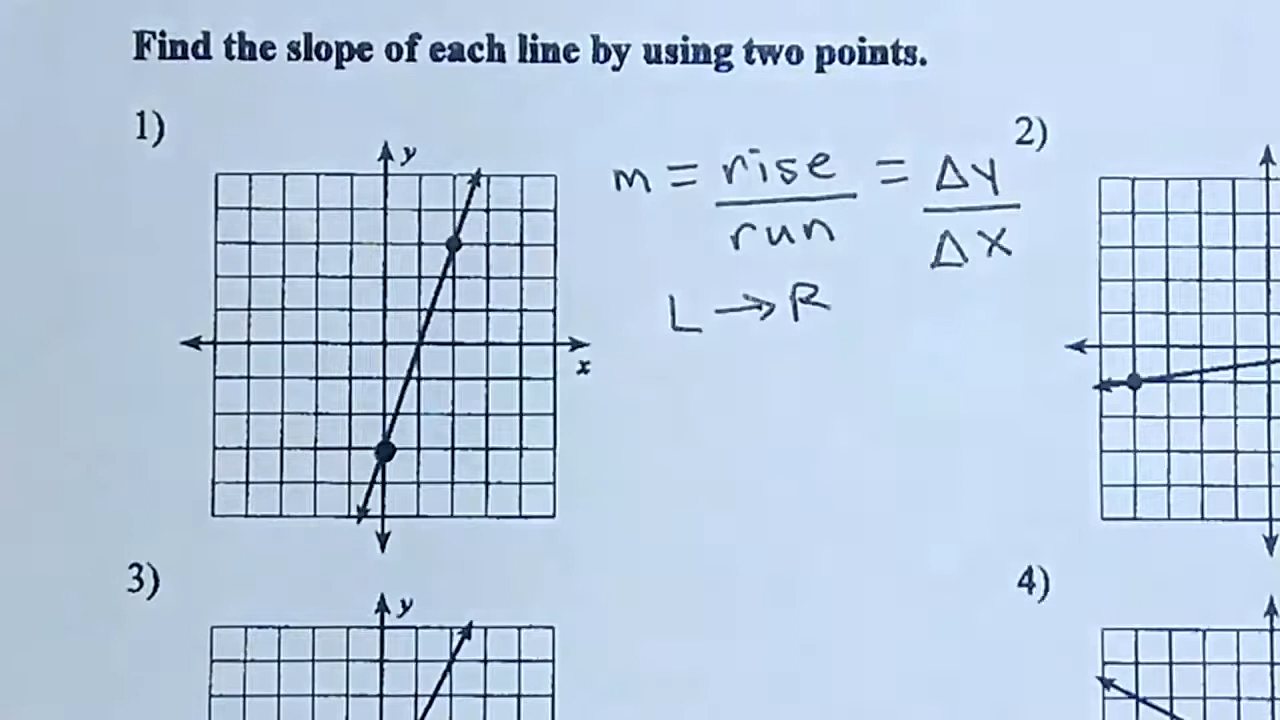 Find the slope of each line by using two points.
1)
y
x
m = rise / run = Δy / Δx
L → R
2)
3)
y
4)